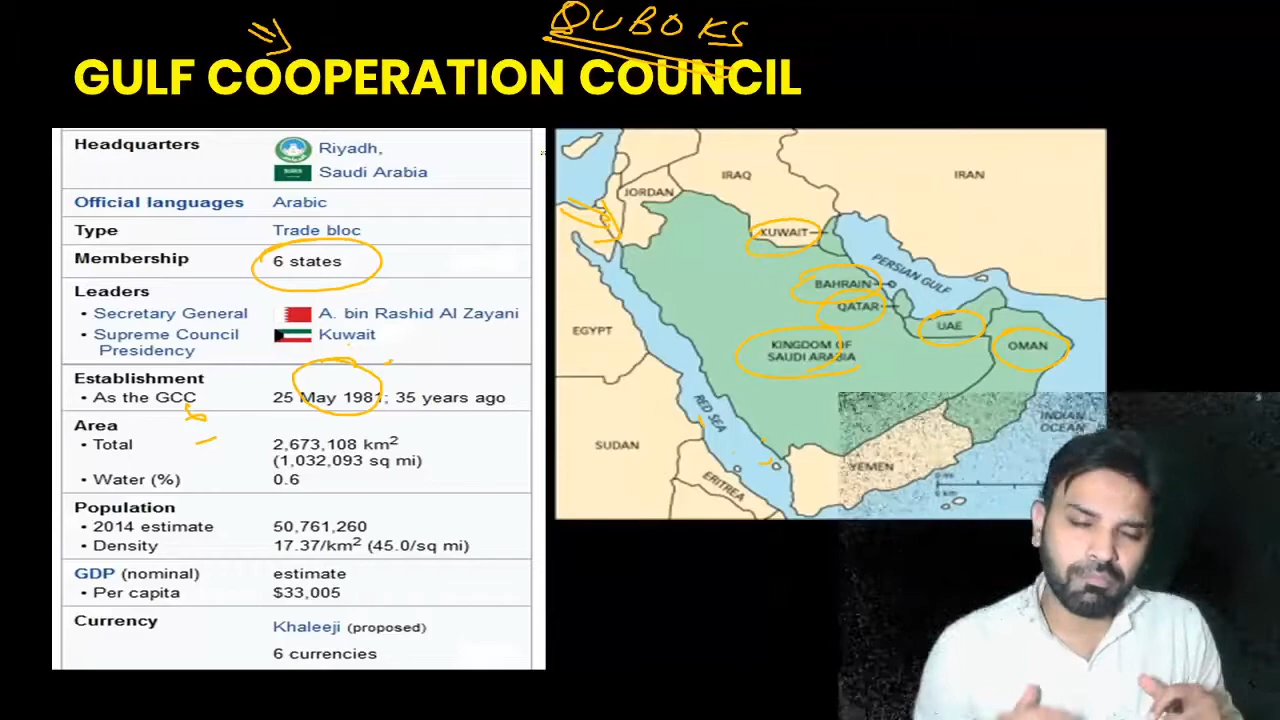 QUBOKS
GULF COOPERATION COUNCIL
Headquarters
Riyadh,
Saudi Arabia
Official languages Arabic
Type Trade bloc
Membership 6 states
Leaders
• Secretary General A. bin Rashid Al Zayani
• Supreme Council Kuwait
Presidency
Establishment
• As the GCC 25 May 1981; 35 years ago
Area
• Total 2,673,108 km²
(1,032,093 sq mi)
• Water (%) 0.6
Population
• 2014 estimate 50,761,260
• Density 17.37/km² (45.0/sq mi)
GDP (nominal) estimate
• Per capita $33,005
Currency Khaleeji (proposed)
6 currencies
JORDAN
IRAQ
IRAN
KUWAIT
PERSIAN GULF
BAHRAIN
QATAR
UAE
EGYPT
KINGDOM OF
SAUDI ARABIA
OMAN
RED SEA
INDIAN
OCEAN
SUDAN
YEMEN
ERITREA